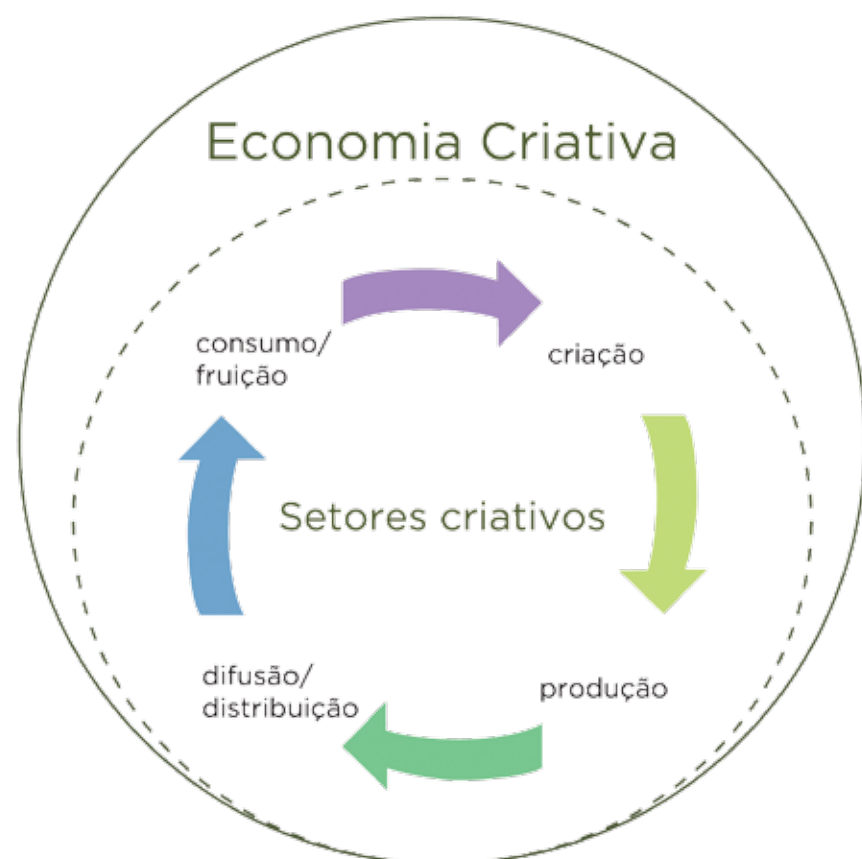 Economia Criativa
consumo/
fruição
criação
Setores criativos
difusão/
distribuição
produção